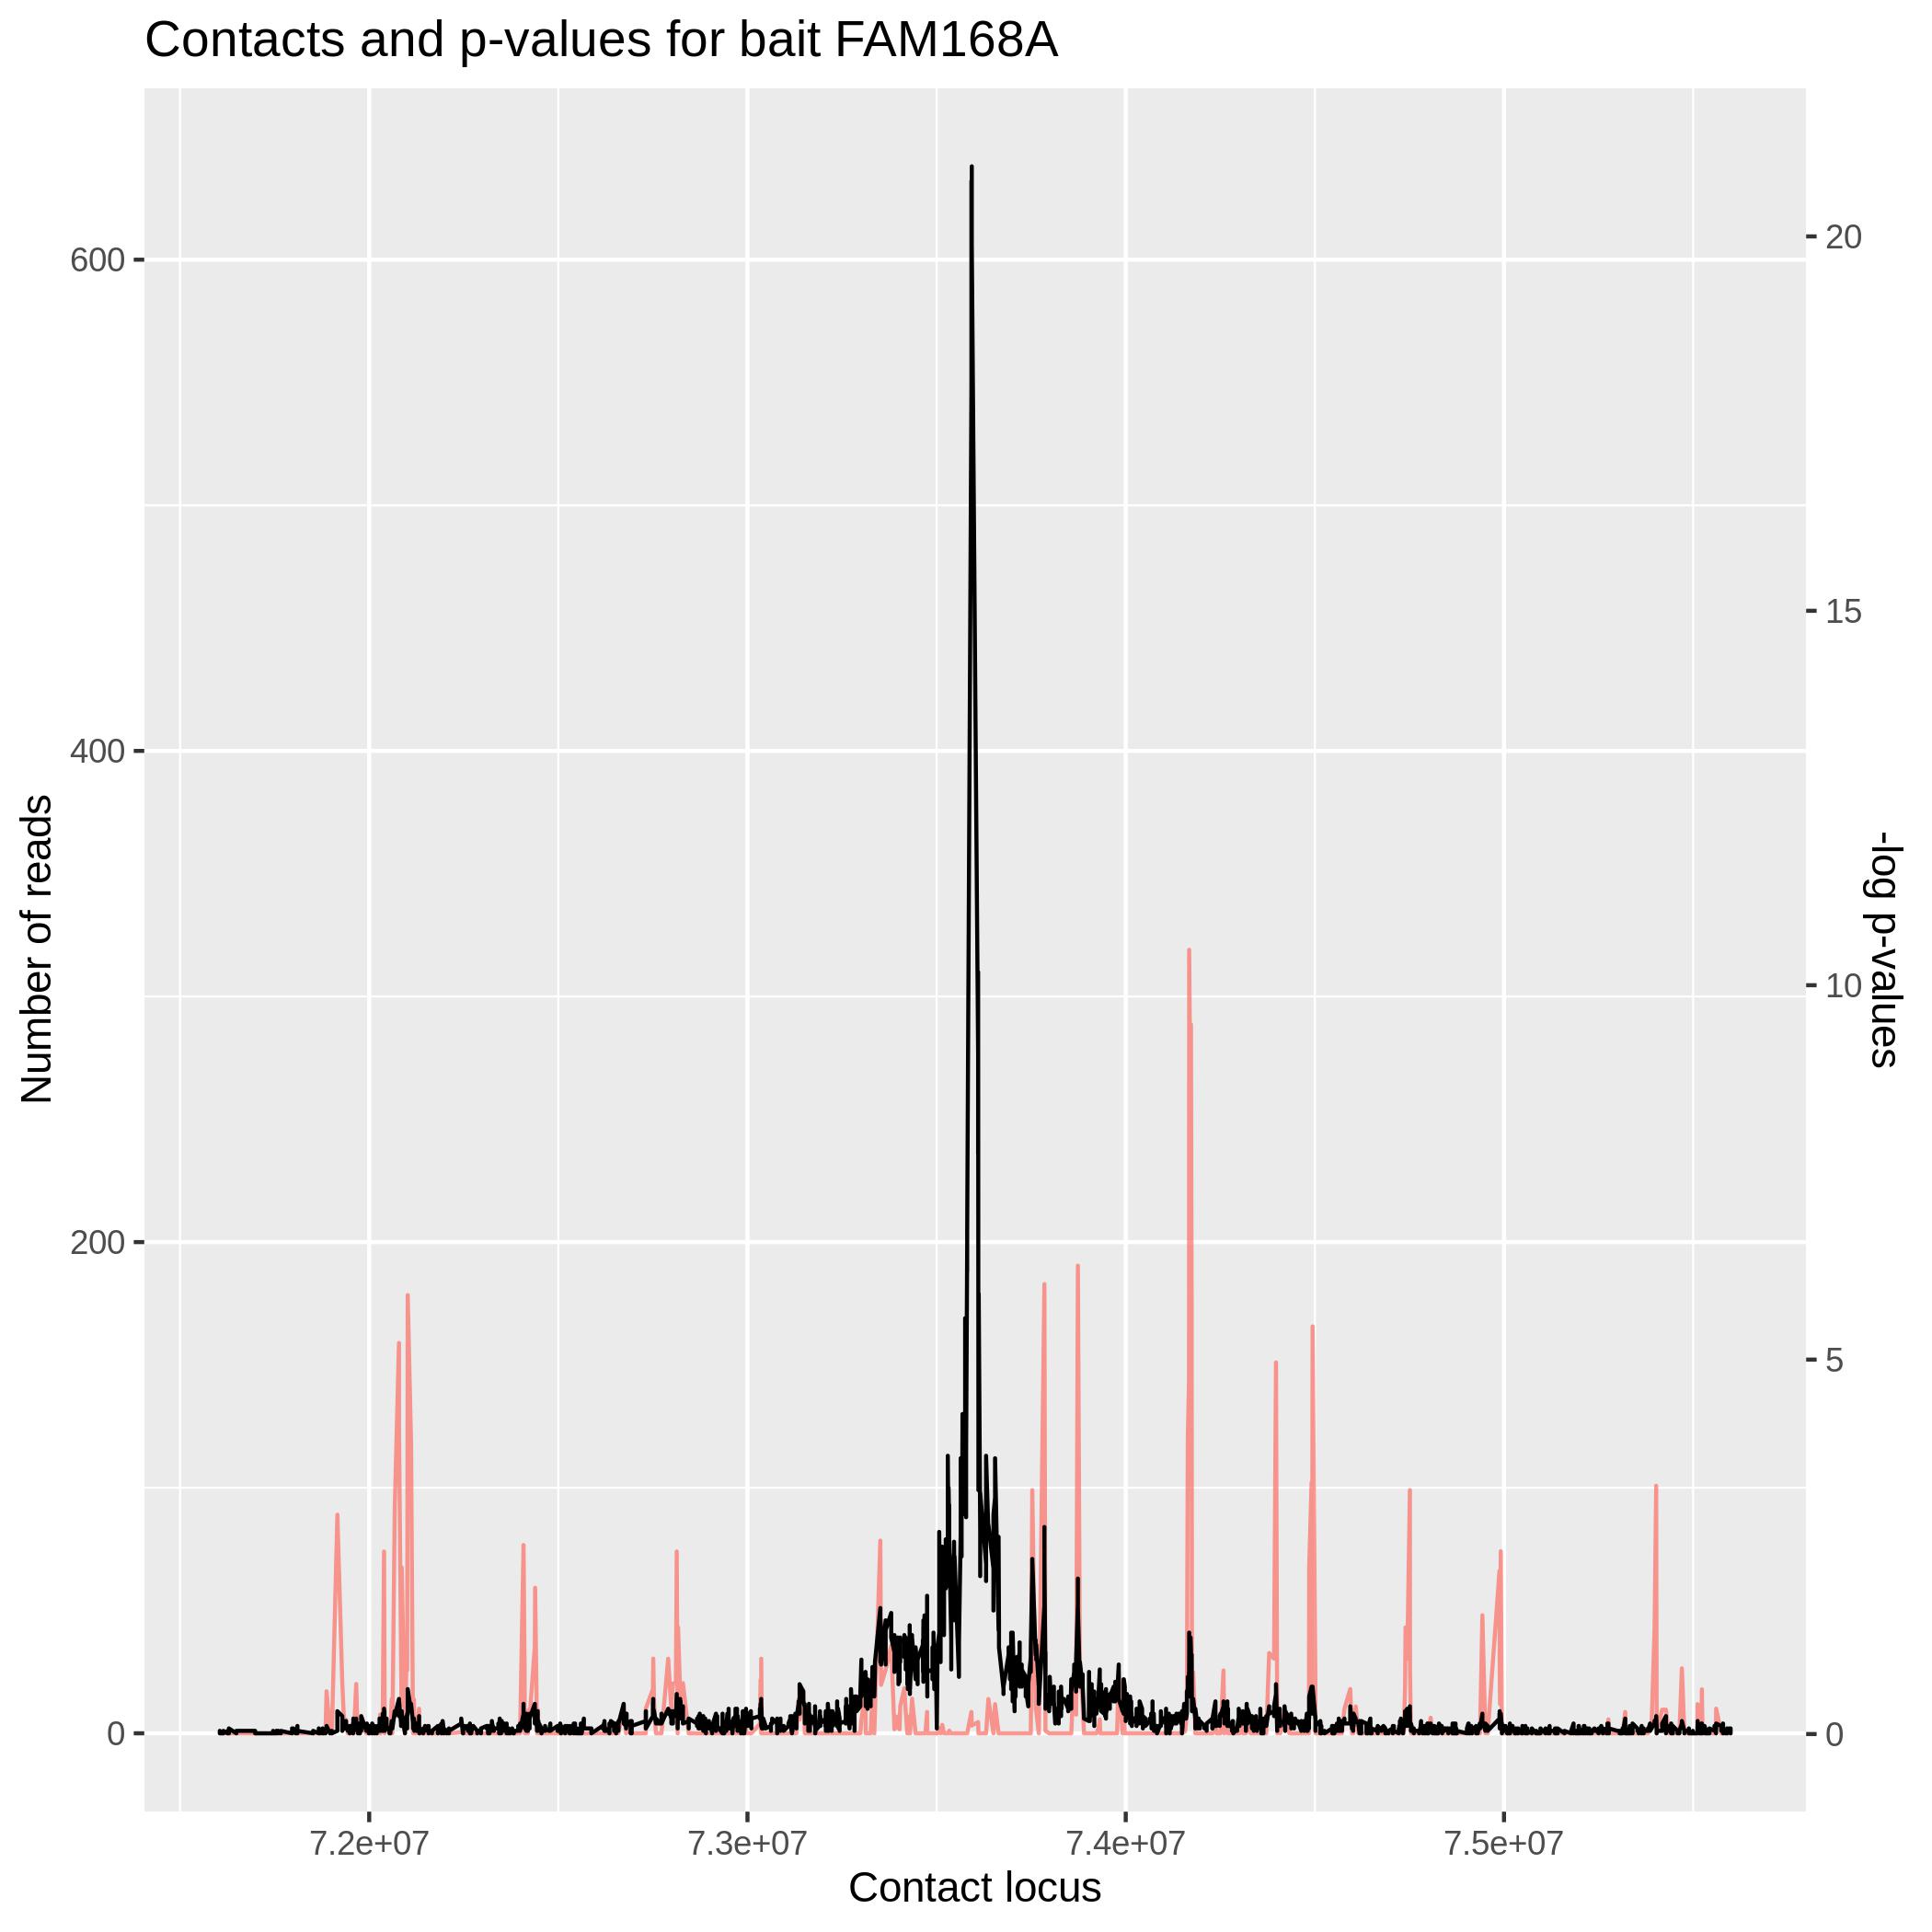 Contacts and p-values for bait FAM168A
600
400
200
0
Number of reads
20
15
10
5
0
-log p-values
7.2e+07
7.3e+07
7.4e+07
7.5e+07
Contact locus